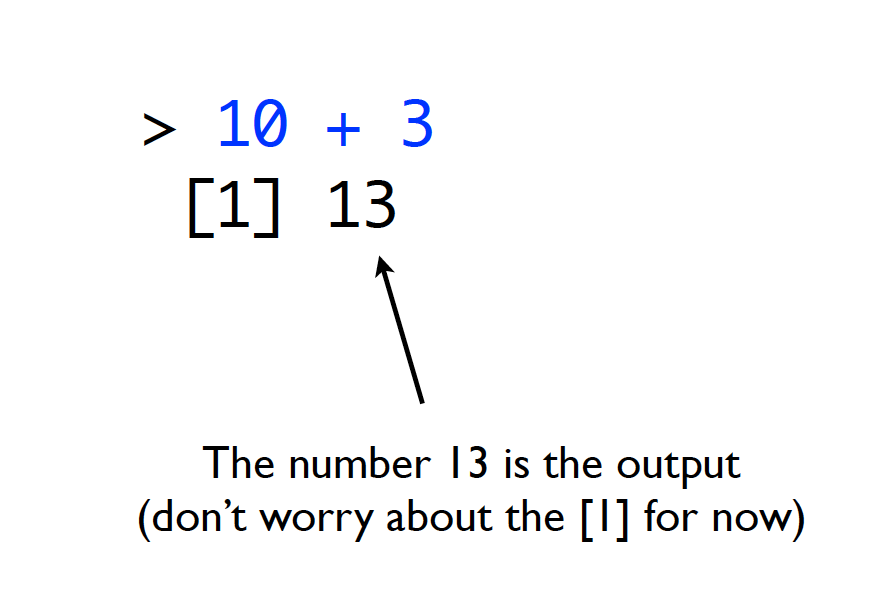 > 10 + 3
[1] 13
The number 13 is the output
(don’t worry about the [1] for now)